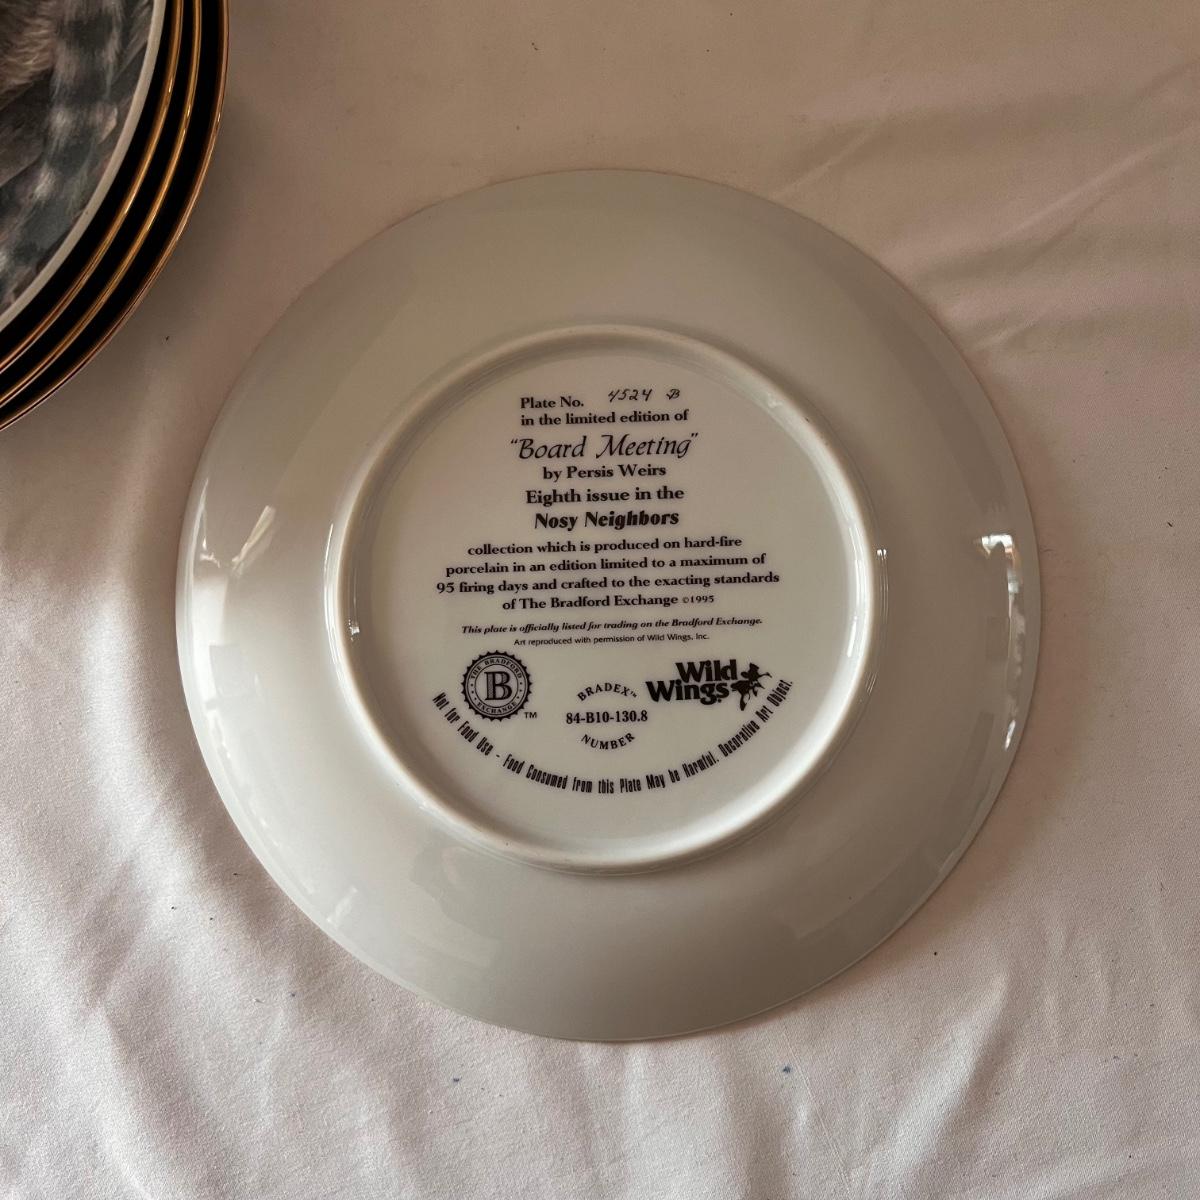 Plate No. 4524 B
in the limited edition of
"Board Meeting"
by Persis Weirs
Eighth issue in the
Nosy Neighbors
collection which is produced on hard-fire
porcelain in an edition limited to a maximum of
95 firing days and crafted to the exacting standards
of The Bradford Exchange ©1995
This plate is officially listed for trading on the Bradford Exchange.
Art reproduced with permission of Wild Wings, Inc.
THE BRADFORD
B
EXCHANGE
TM
BRADEX™
84-B10-130.8
NUMBER
Wild
Wings
Not for Food Use - Food Consumed from this Plate May be Harmful. Decorative Art Object.